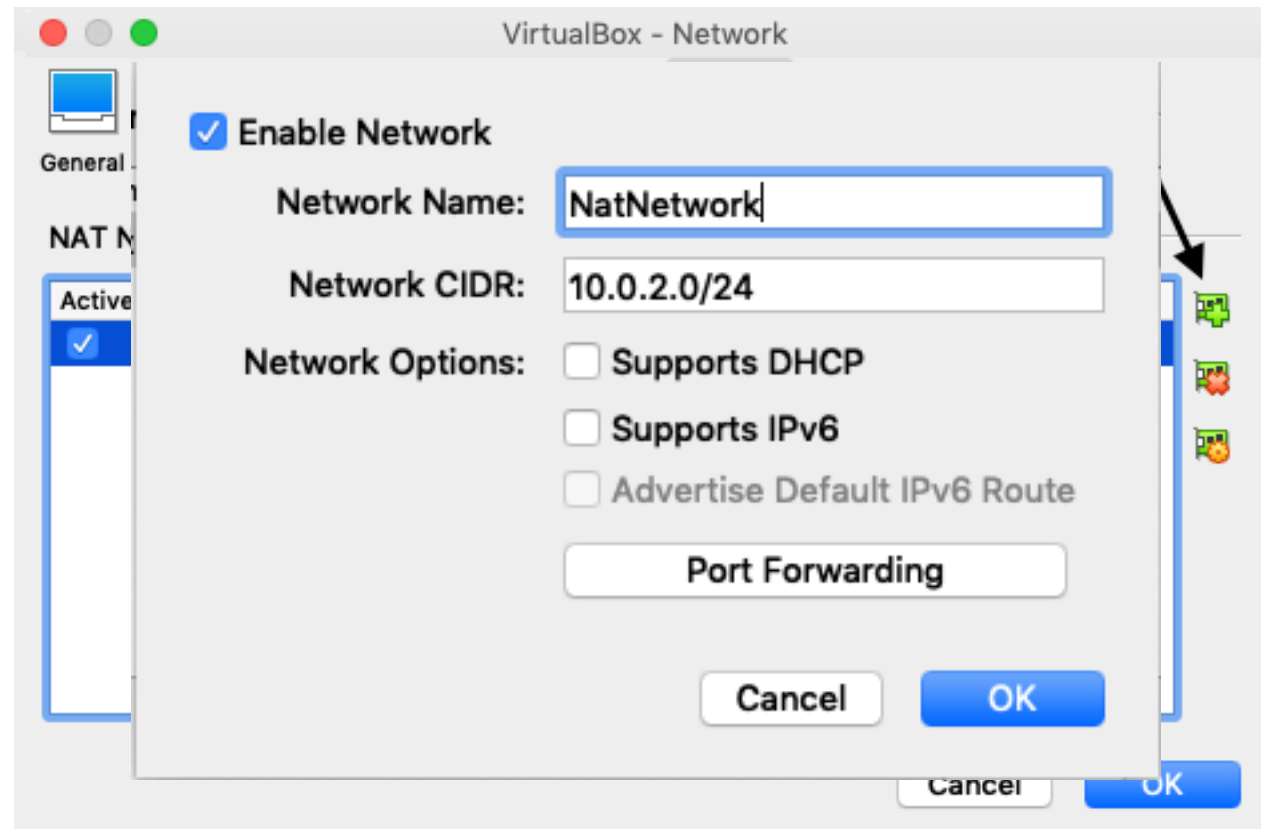 VirtualBox - Network
General
Enable Network
Network Name: NatNetwork
NAT N
Network CIDR: 10.0.2.0/24
Active
Network Options: Supports DHCP
Supports IPv6
Advertise Default IPv6 Route
Port Forwarding
Cancel OK
Cancel OK